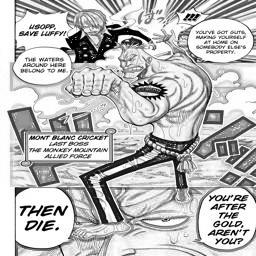 USOPP,
SAVE LUFFY!
THE WATERS
AROUND HERE
BELONG TO ME.
!!!
YOU'VE GOT GUTS,
MAKING YOURSELF
AT HOME ON
SOMEBODY ELSE'S
PROPERTY.
MONT BLANC CRICKET
LAST BOSS
THE MONKEY MOUNTAIN
ALLIED FORCE
THEN
DIE.
YOU'RE
AFTER
THE
GOLD,
AREN'T
YOU?